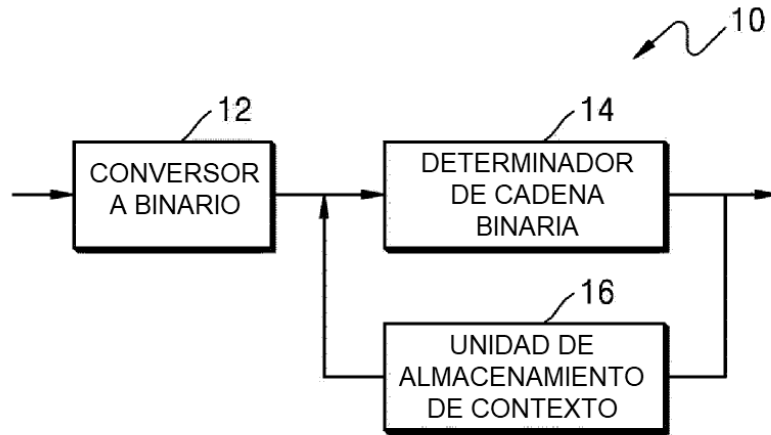 10
12
CONVERSOR
A BINARIO
14
DETERMINADOR
DE CADENA
BINARIA
16
UNIDAD DE
ALMACENAMIENTO
DE CONTEXTO